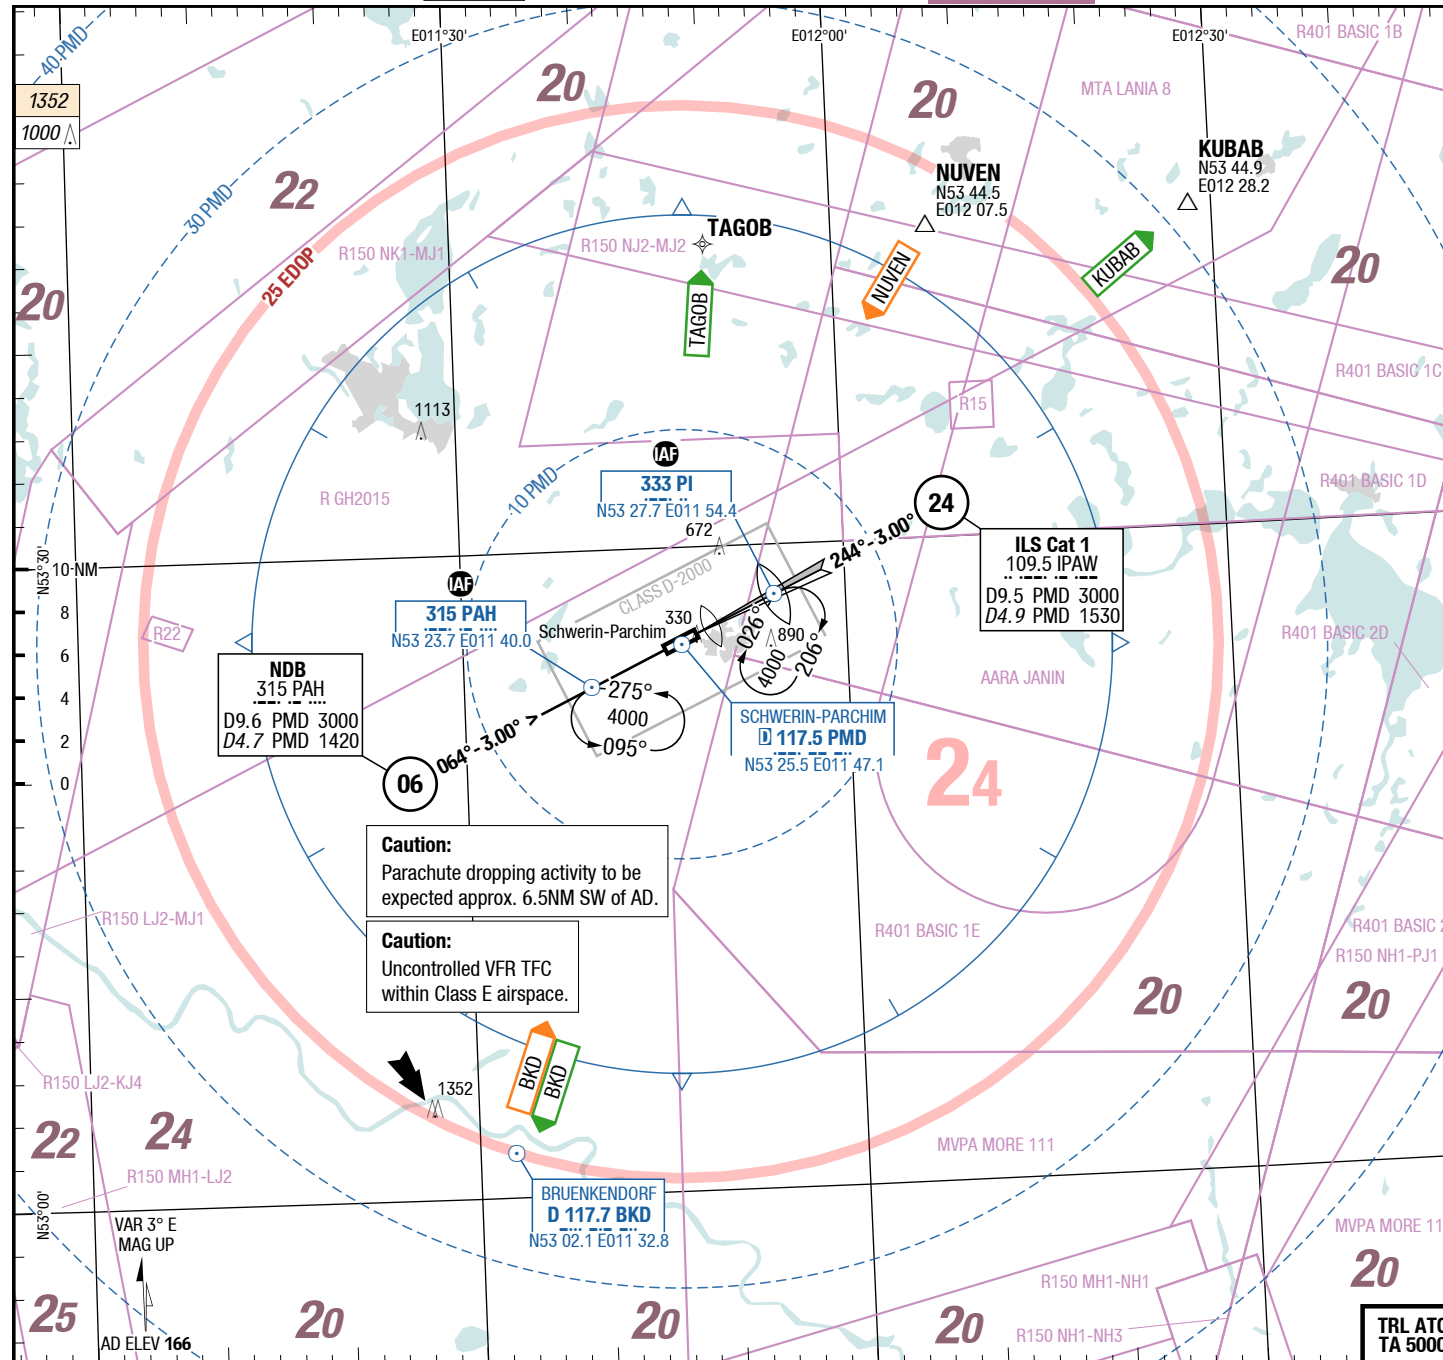 40 PMD
E011°30'
E012°00'
E012°30'
R401 BASIC 1B
1352
1000
20
20
MTA LANIA 8
KUBAB
N53 44.9
E012 28.2
NUVEN
N53 44.5
E012 07.5
22
30 PMD
TAGOB
R150 NK1-MJ1
R150 NJ2-MJ2
25 EDOP
NUVEN
KUBAB
20
20
TAGOB
R401 BASIC 1C
1113
R15
IAF
333 PI
N53 27.7 E011 54.4
10 PMD
R GH2015
R401 BASIC 1D
24
672
244°-3.00°
ILS Cat 1
109.5 IPAW
D9.5 PMD 3000
D4.9 PMD 1530
N53°30'
10 NM
8
6
4
2
0
IAF
315 PAH
N53 23.7 E011 40.0
CLASS D-2000
Schwerin-Parchim
330
890
026°
4000
206°
R22
R401 BASIC 2D
NDB
315 PAH
D9.6 PMD 3000
D4.7 PMD 1420
AARA JANIN
275°
4000
095°
064°-3.00° >
06
SCHWERIN-PARCHIM
D 117.5 PMD
N53 25.5 E011 47.1
24
Caution:
Parachute dropping activity to be
expected approx. 6.5NM SW of AD.
R150 LJ2-MJ1
Caution:
Uncontrolled VFR TFC
within Class E airspace.
R401 BASIC 1E
R401 BASIC 2
R150 NH1-PJ1
20
20
BKD
BKD
R150 LJ2-KJ4
1352
22
24
MVPA MORE 111
R150 MH1-LJ2
BRUENKENDORF
D 117.7 BKD
N53 02.1 E011 32.8
N53°00'
VAR 3° E
MAG UP
MVPA MORE 11
20
R150 MH1-NH1
25
20
20
20
R150 NH1-NH3
AD ELEV 166
TRL ATC
TA 5000